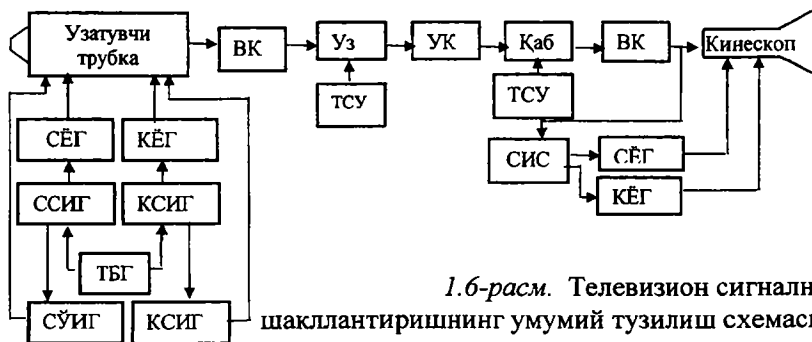 Узатувчи
трубка
ВК
Уз
УК
Қаб
ВК
Кинескоп
ТСУ
ТСУ
СЁГ
КЁГ
СИС
СЁГ
КЁГ
ССИГ
КСИГ
ТБГ
СЎИГ
КСИГ
1.6-расм. Телевизион сигнални
шакллантиришнинг умумий тузилиш схемаси